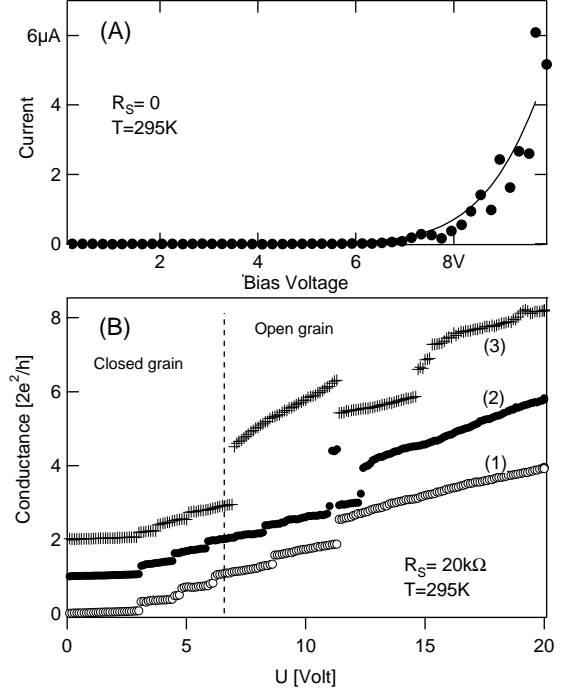 (A)
6μA
4
2
0
Current
R_S= 0
T=295K
2
4
6
8V
Bias Voltage
(B)
Closed grain
Open grain
(3)
(2)
(1)
8
6
4
2
0
Conductance [2e²/h]
R_S= 20kΩ
T=295K
0
5
10
15
20
U [Volt]